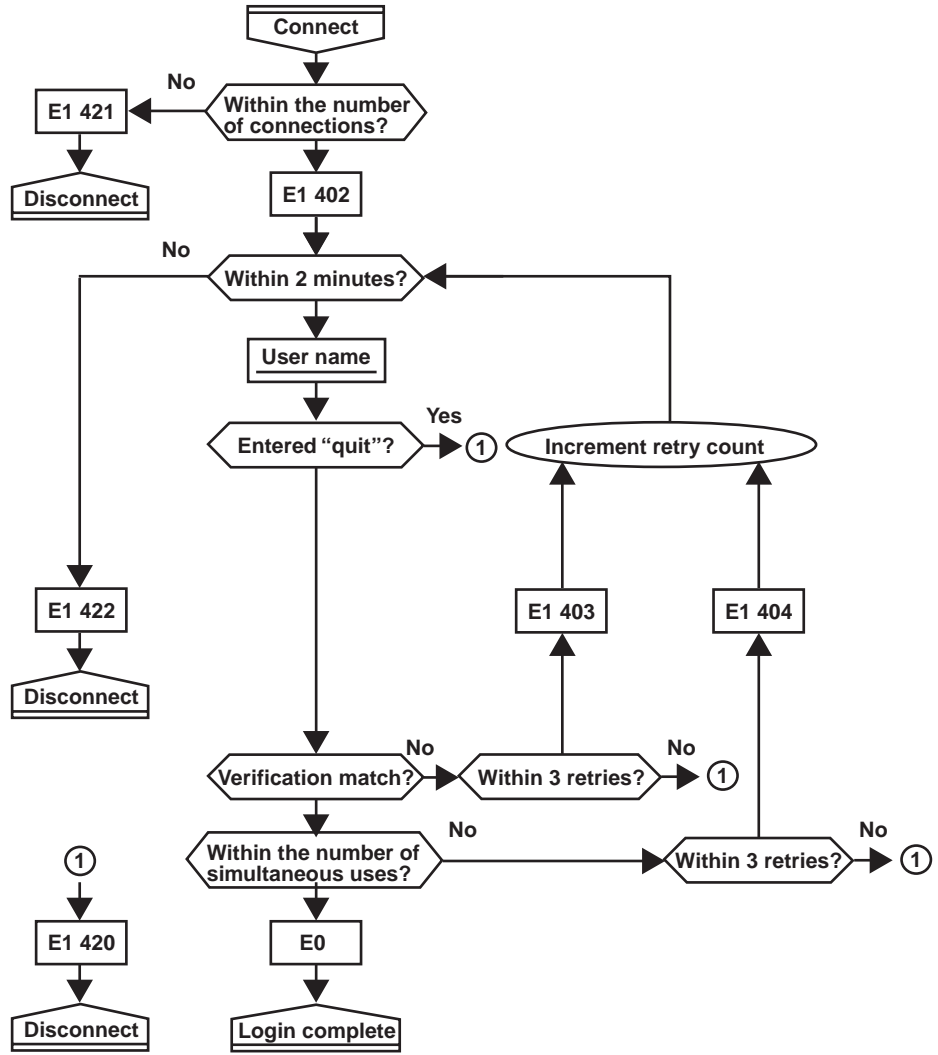 Connect
No
Within the number
of connections?
E1 421
Disconnect
E1 402
No
Within 2 minutes?
User name
Yes
Entered “quit”?
1
Increment retry count
E1 422
E1 403
E1 404
Disconnect
No
No
Verification match?
Within 3 retries?
1
No
No
Within the number of
simultaneous uses?
Within 3 retries?
1
1
E1 420
E0
Disconnect
Login complete